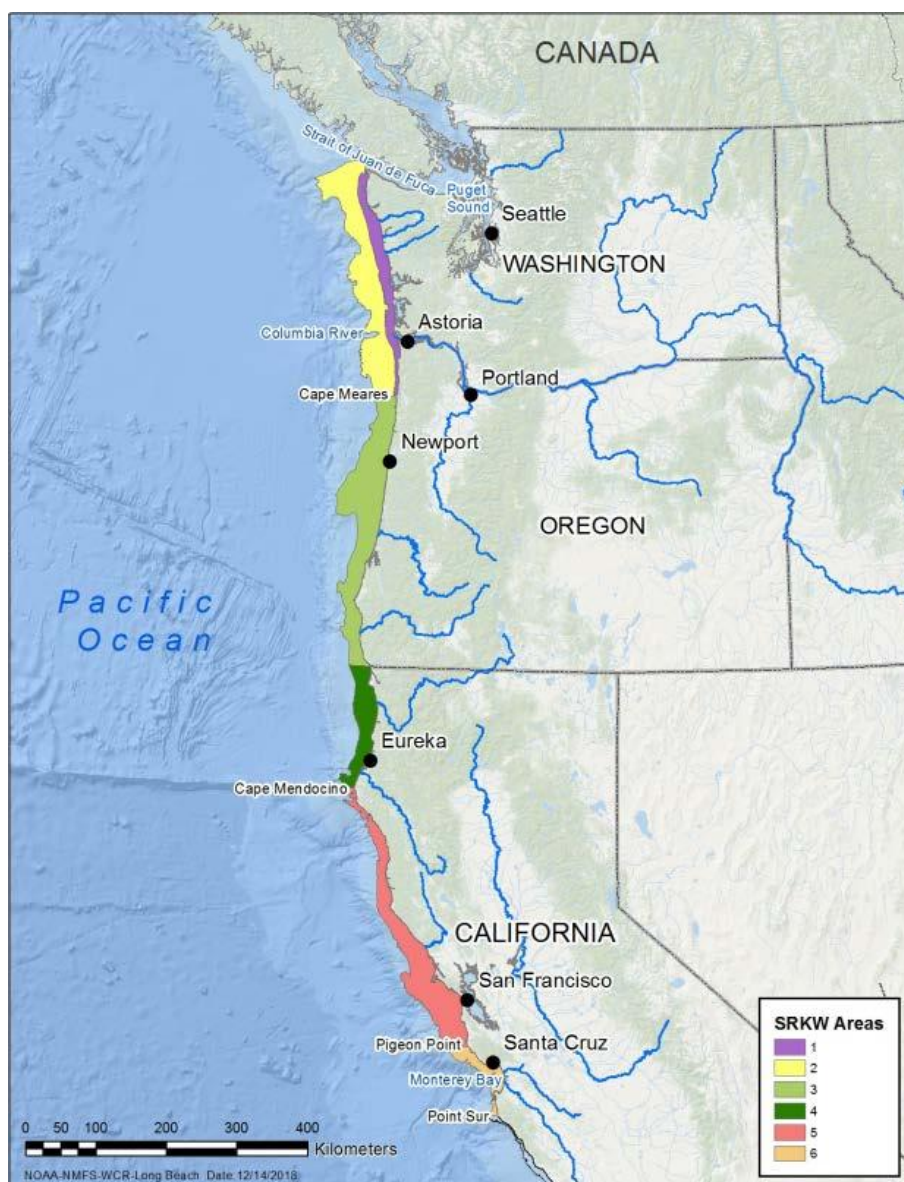 CANADA
Strait of Juan de Fuca
Puget
Sound
Seattle
WASHINGTON
Columbia River
Astoria
Portland
Cape Meares
Newport
OREGON
Pacific
Ocean
Eureka
Cape Mendocino
CALIFORNIA
San Francisco
Pigeon Point
Santa Cruz
Monterey Bay
Point Sur
SRKW Areas
1
2
3
4
5
6
0 50 100 200 300 400
Kilometers
NOAA-NMFS-WCR-Long Beach Date:12/14/2018